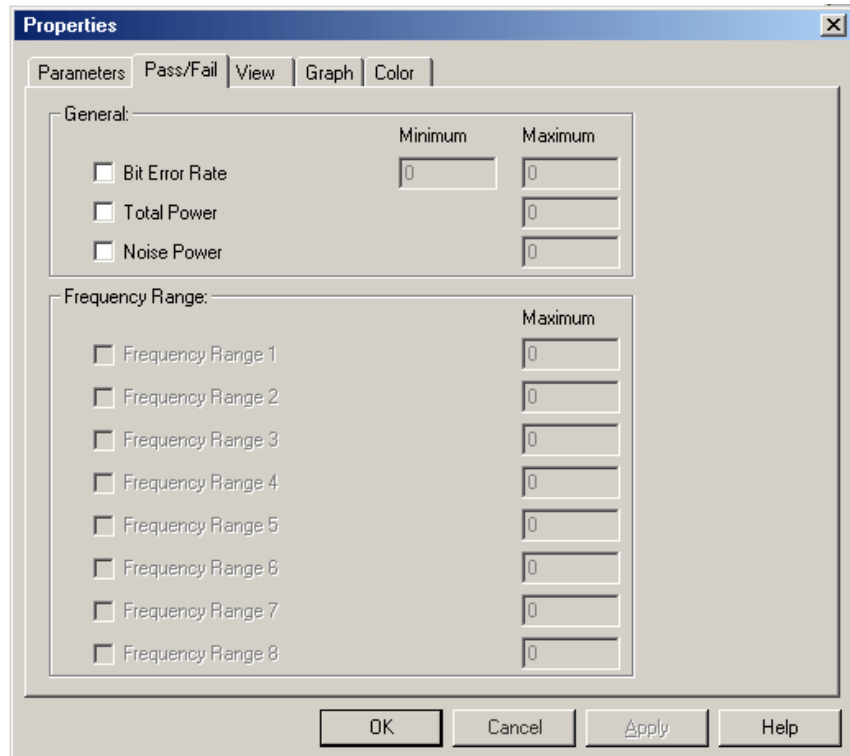 Properties
Parameters Pass/Fail View Graph Color
General:
Minimum Maximum
Bit Error Rate 0 0
Total Power 0
Noise Power 0
Frequency Range:
Maximum
Frequency Range 1 0
Frequency Range 2 0
Frequency Range 3 0
Frequency Range 4 0
Frequency Range 5 0
Frequency Range 6 0
Frequency Range 7 0
Frequency Range 8 0
OK Cancel Apply Help